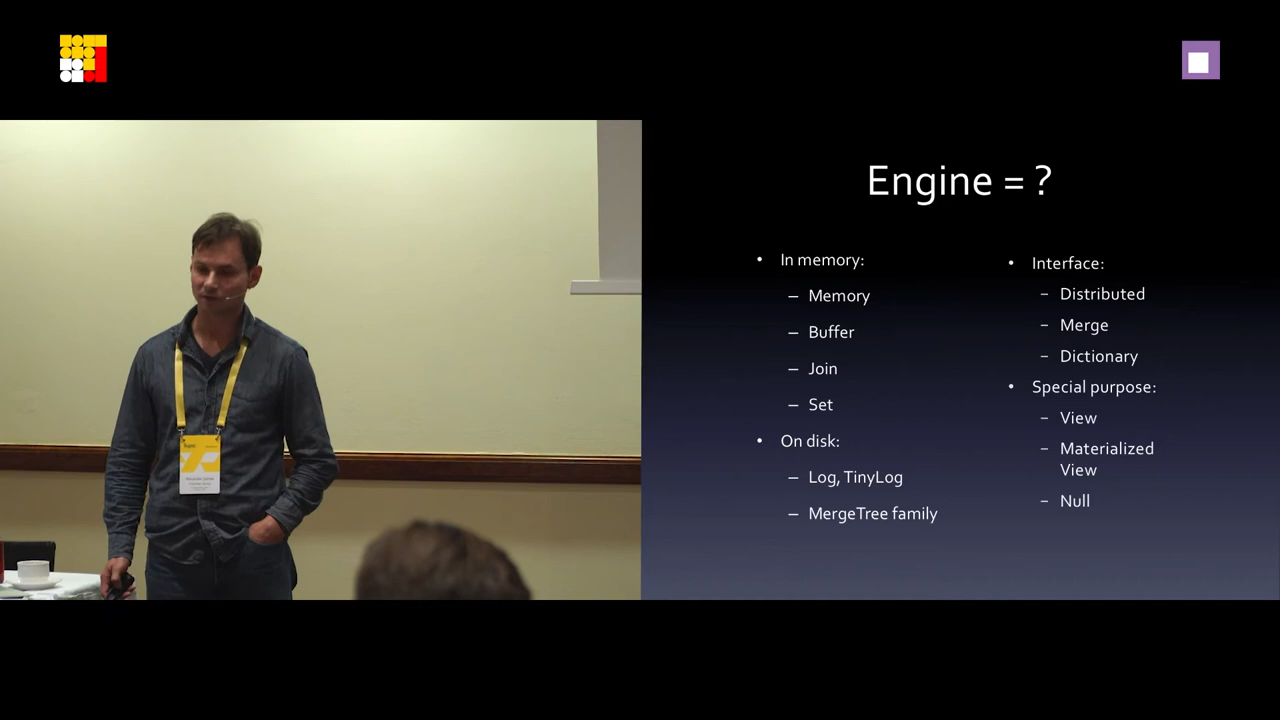 Engine = ?
• In memory:
– Memory
– Buffer
– Join
– Set
• On disk:
– Log, TinyLog
– MergeTree family
• Interface:
– Distributed
– Merge
– Dictionary
• Special purpose:
– View
– Materialized
View
– Null